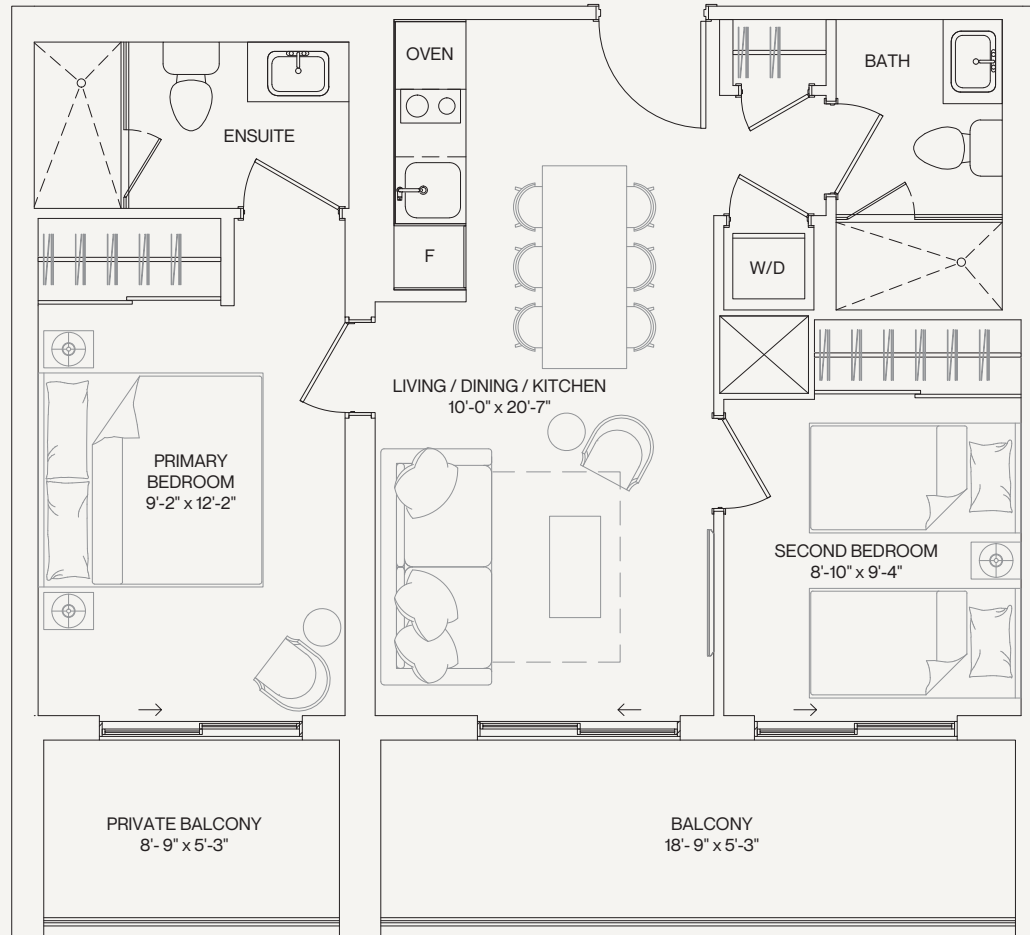 OVEN
BATH
ENSUITE
F
W/D
LIVING / DINING / KITCHEN
10'-0" x 20'-7"
PRIMARY
BEDROOM
9'-2" x 12'-2"
SECOND BEDROOM
8'-10" x 9'-4"
PRIVATE BALCONY
8'- 9" x 5'-3"
BALCONY
18'- 9" x 5'-3"